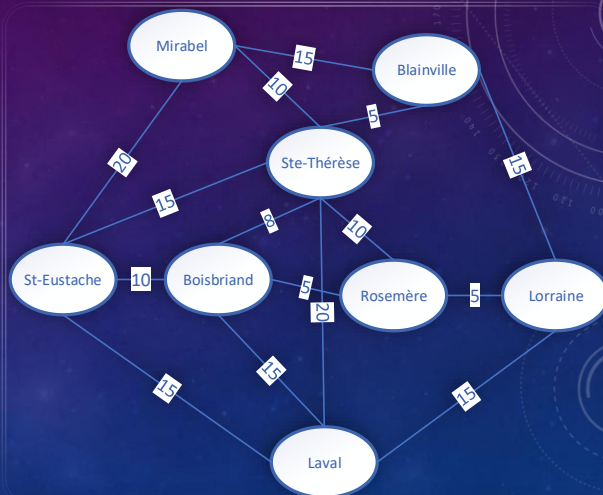 Mirabel
15
Blainville
10
5
Ste-Thérèse
20
15
15
8
10
St-Eustache
10
Boisbriand
5
20
Rosemère
5
Lorraine
15
15
15
Laval